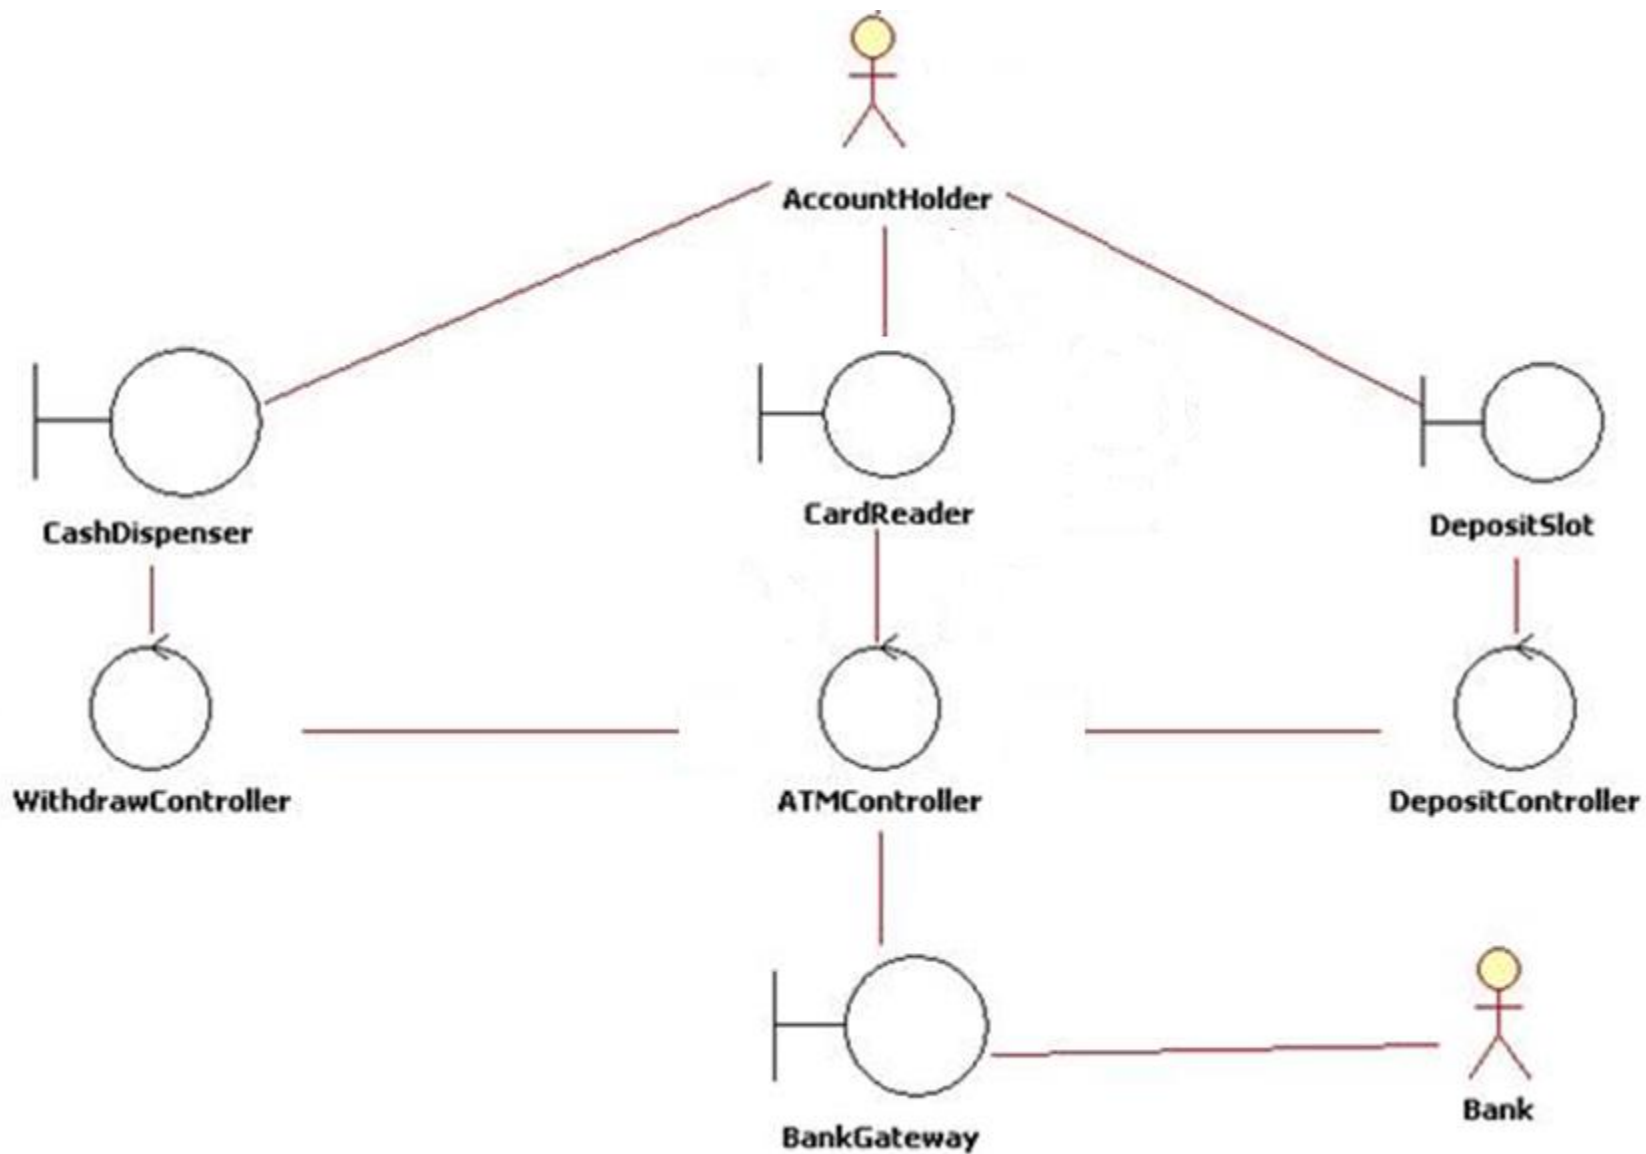 AccountHolder
CashDispenser
CardReader
DepositSlot
WithdrawController
ATMController
DepositController
BankGateway
Bank